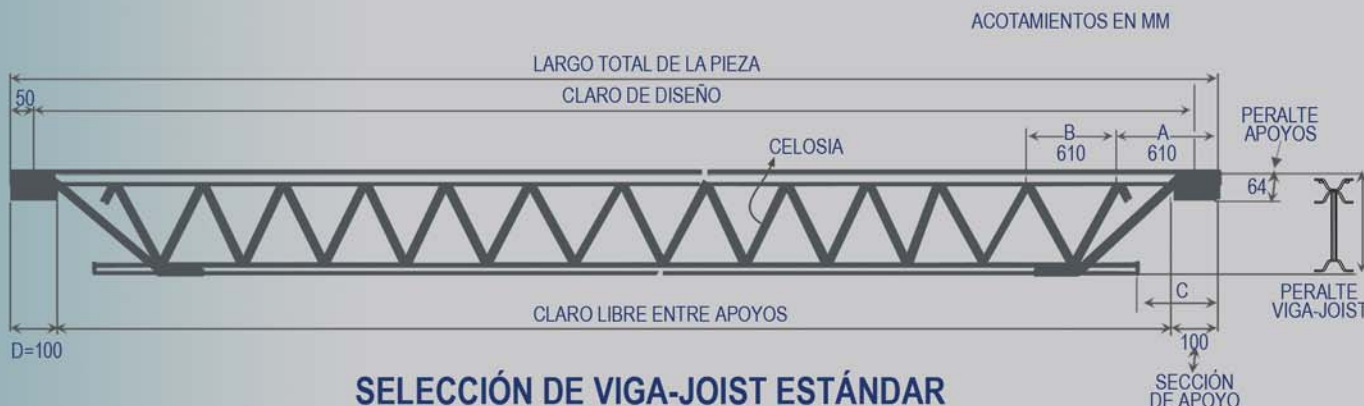 ACOTAMIENTOS EN MM
LARGO TOTAL DE LA PIEZA
50
CLARO DE DISEÑO
B
610
A
610
PERALTE
APOYOS
CELOSIA
64
C
PERALTE
VIGA-JOIST
CLARO LIBRE ENTRE APOYOS
D=100
100
SECCIÓN
DE APOYO
SELECCIÓN DE VIGA-JOIST ESTÁNDAR